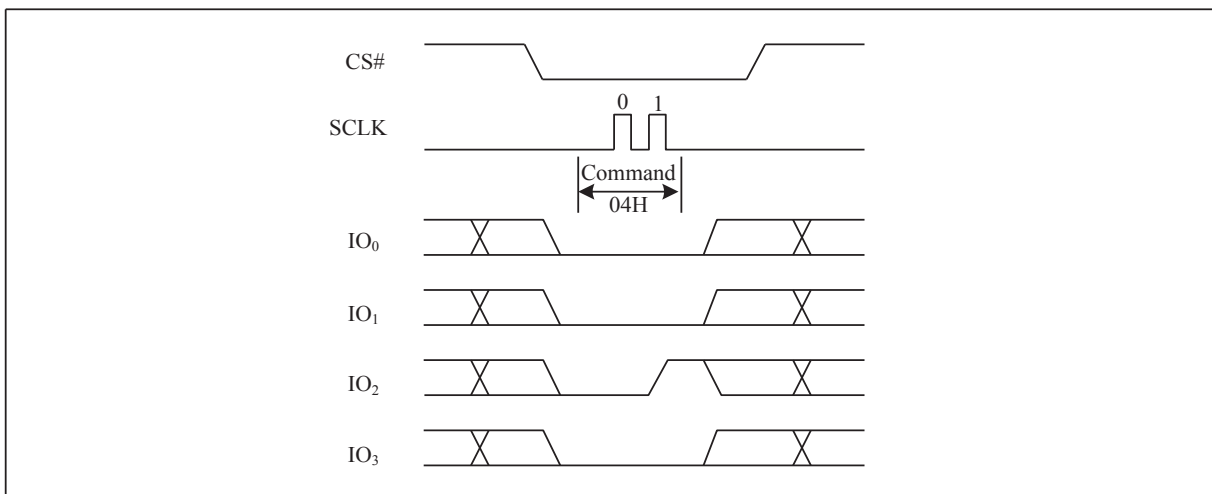 CS#
0 1
SCLK
Command
04H
IO₀
IO₁
IO₂
IO₃